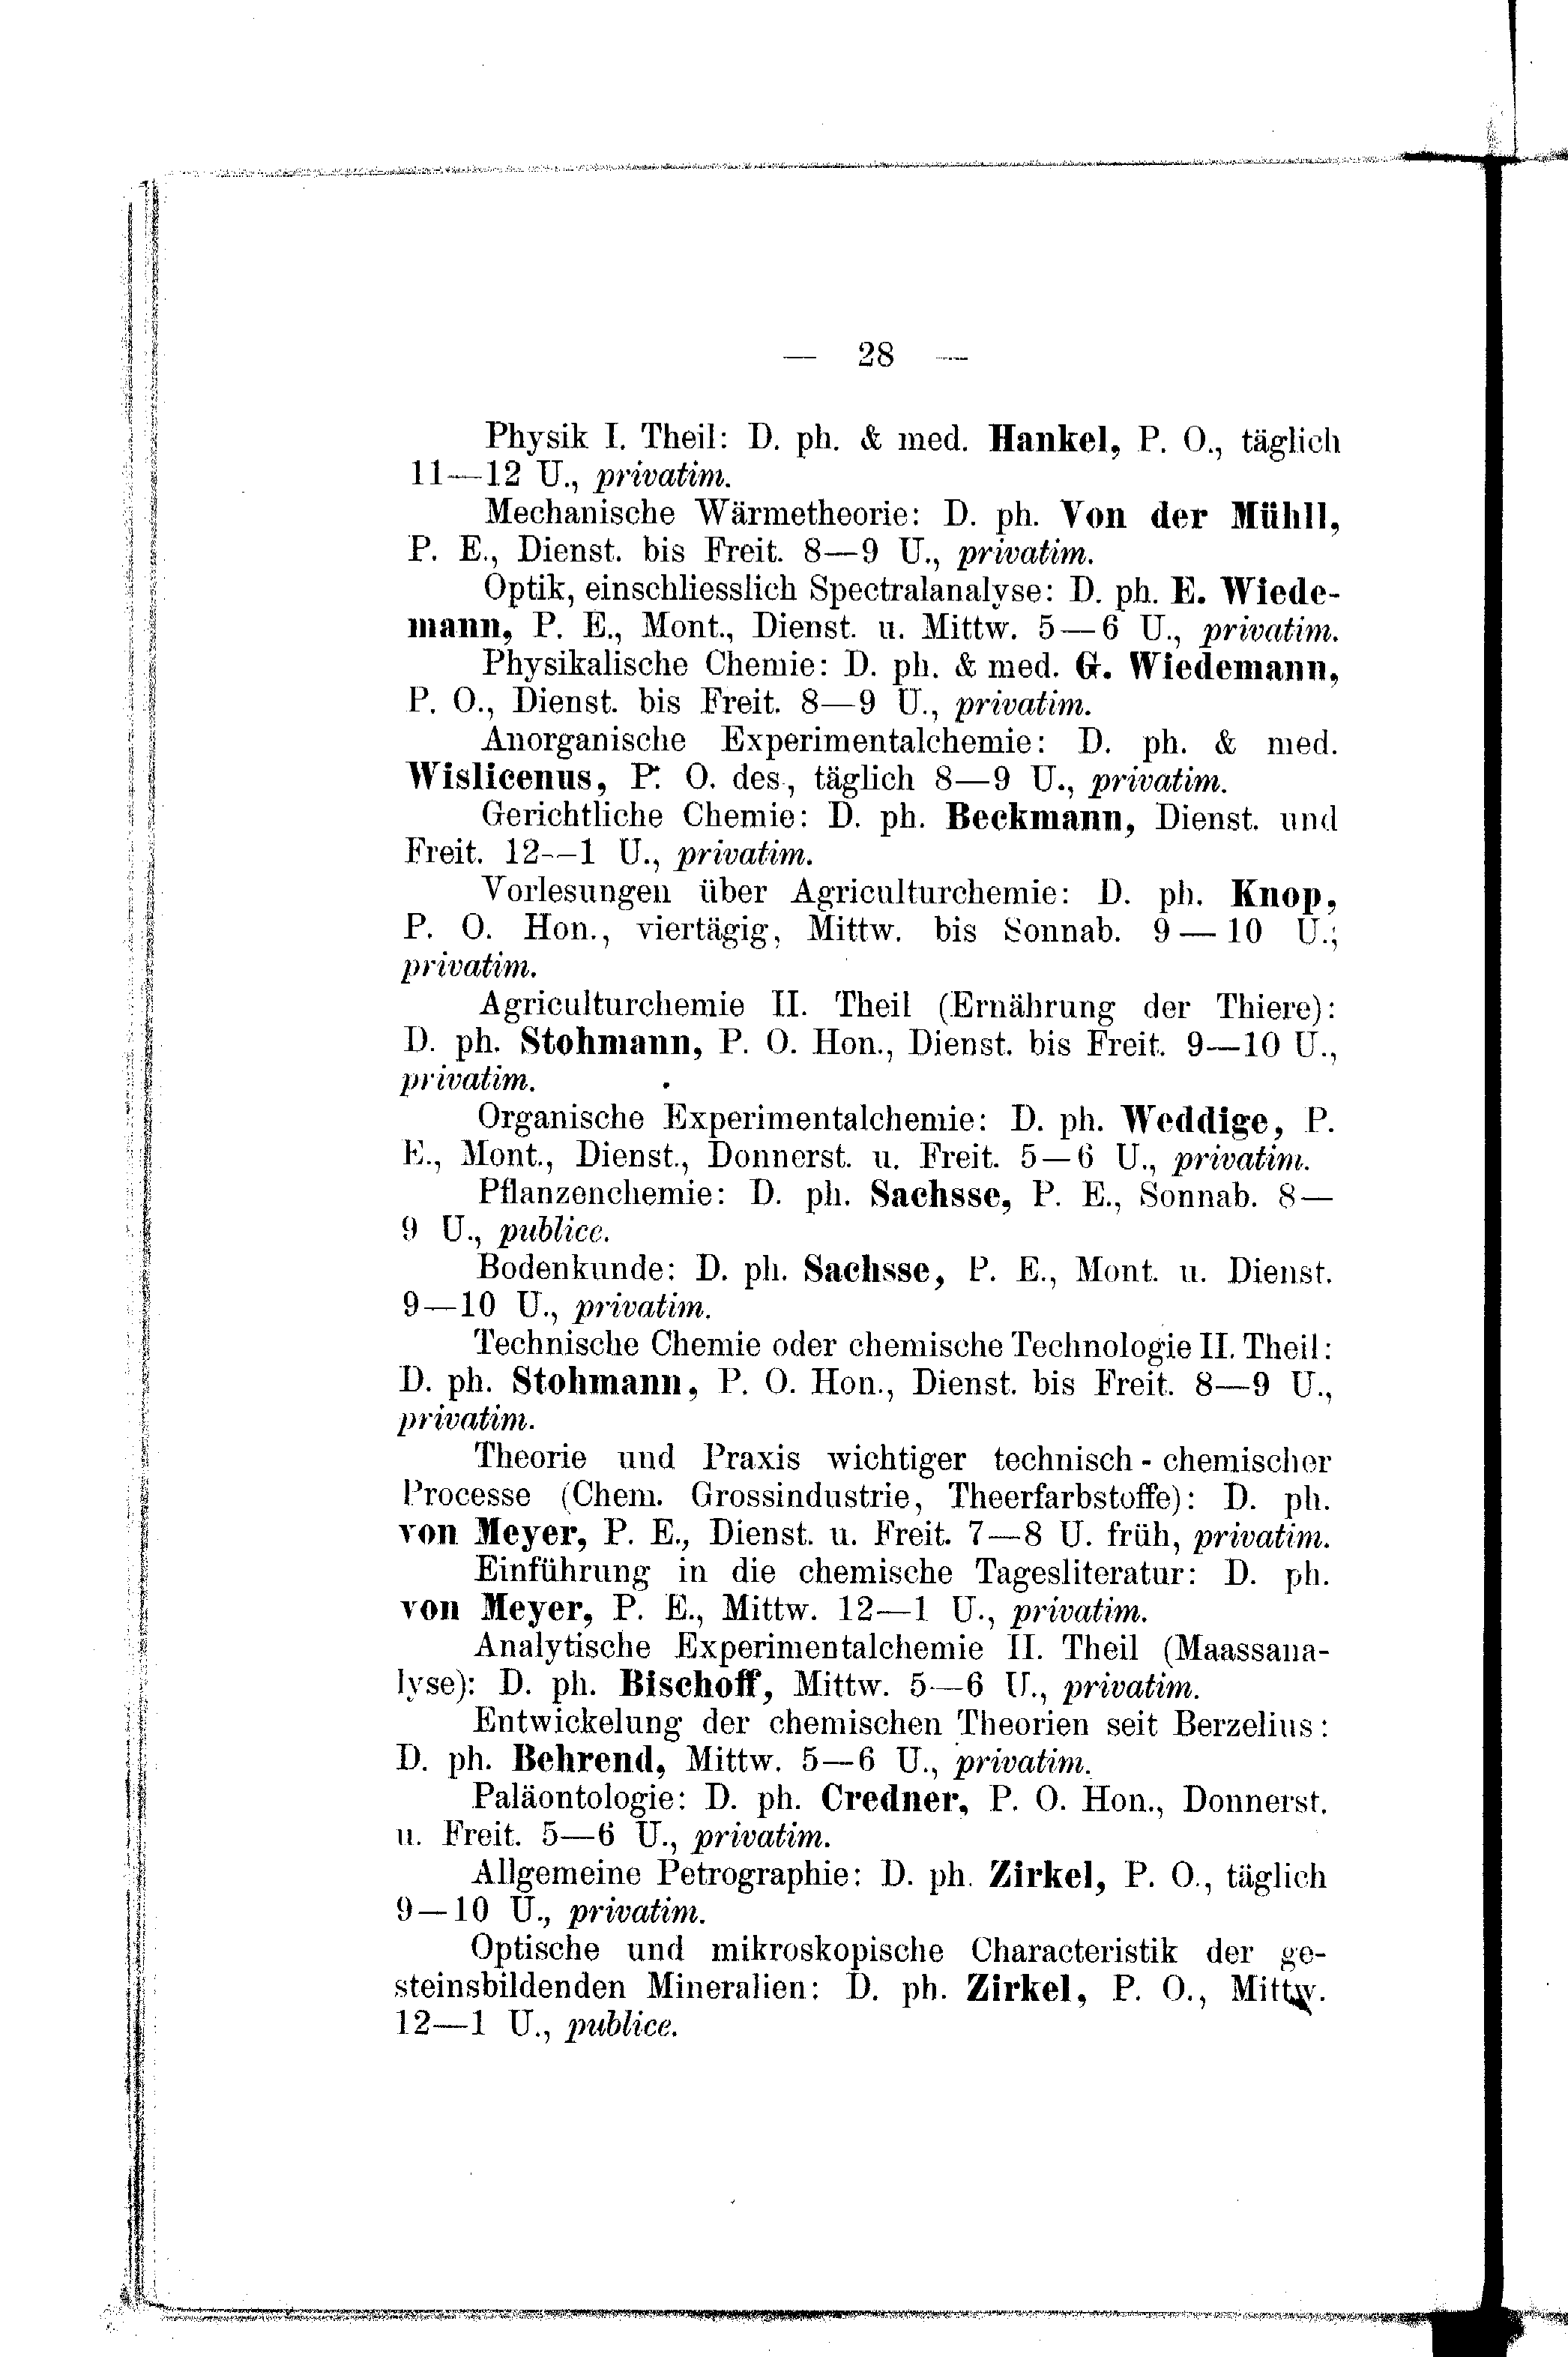 — 28 —
Physik I. Theil: D. ph. & med. Hankel, P. O., täglich
11—12 U., privatim.
Mechanische Wärmetheorie: D. ph. Von der Mühll,
P. E., Dienst. bis Freit. 8—9 U., privatim.
Optik, einschliesslich Spectralanalyse: D. ph. E. Wiede-
mann, P. E., Mont., Dienst. u. Mittw. 5—6 U., privatim.
Physikalische Chemie: D. ph. & med. G. Wiedemann,
P. O., Dienst. bis Freit. 8—9 U., privatim.
Anorganische Experimentalchemie: D. ph. & med.
Wislicenus, P. O. des., täglich 8—9 U., privatim.
Gerichtliche Chemie: D. ph. Beckmann, Dienst. und
Freit. 12—1 U., privatim.
Vorlesungen über Agriculturchemie: D. ph. Knop,
P. O. Hon., viertägig, Mittw. bis Sonnab. 9—10 U.,
privatim.
Agriculturchemie II. Theil (Ernährung der Thiere):
D. ph. Stohmann, P. O. Hon., Dienst. bis Freit. 9—10 U.,
privatim.
Organische Experimentalchemie: D. ph. Weddige, P.
E., Mont., Dienst., Donnerst. u. Freit. 5—6 U., privatim.
Pflanzenchemie: D. ph. Sachsse, P. E., Sonnab. 8—
9 U., publice.
Bodenkunde: D. ph. Sachsse, P. E., Mont. u. Dienst.
9—10 U., privatim.
Technische Chemie oder chemische Technologie II. Theil:
D. ph. Stohmann, P. O. Hon., Dienst. bis Freit. 8—9 U.,
privatim.
Theorie und Praxis wichtiger technisch-chemischer
Processe (Chem. Grossindustrie, Theerfarbstoffe): D. ph.
von Meyer, P. E., Dienst. u. Freit. 7—8 U. früh, privatim.
Einführung in die chemische Tagesliteratur: D. ph.
von Meyer, P. E., Mittw. 12—1 U., privatim.
Analytische Experimentalchemie II. Theil (Maassana-
lyse): D. ph. Bischoff, Mittw. 5—6 U., privatim.
Entwickelung der chemischen Theorien seit Berzelius:
D. ph. Behrend, Mittw. 5—6 U., privatim.
Paläontologie: D. ph. Credner, P. O. Hon., Donnerst.
u. Freit. 5—6 U., privatim.
Allgemeine Petrographie: D. ph. Zirkel, P. O., täglich
9—10 U., privatim.
Optische und mikroskopische Characteristik der ge-
steinsbildenden Mineralien: D. ph. Zirkel, P. O., Mittw.
12—1 U., publice.